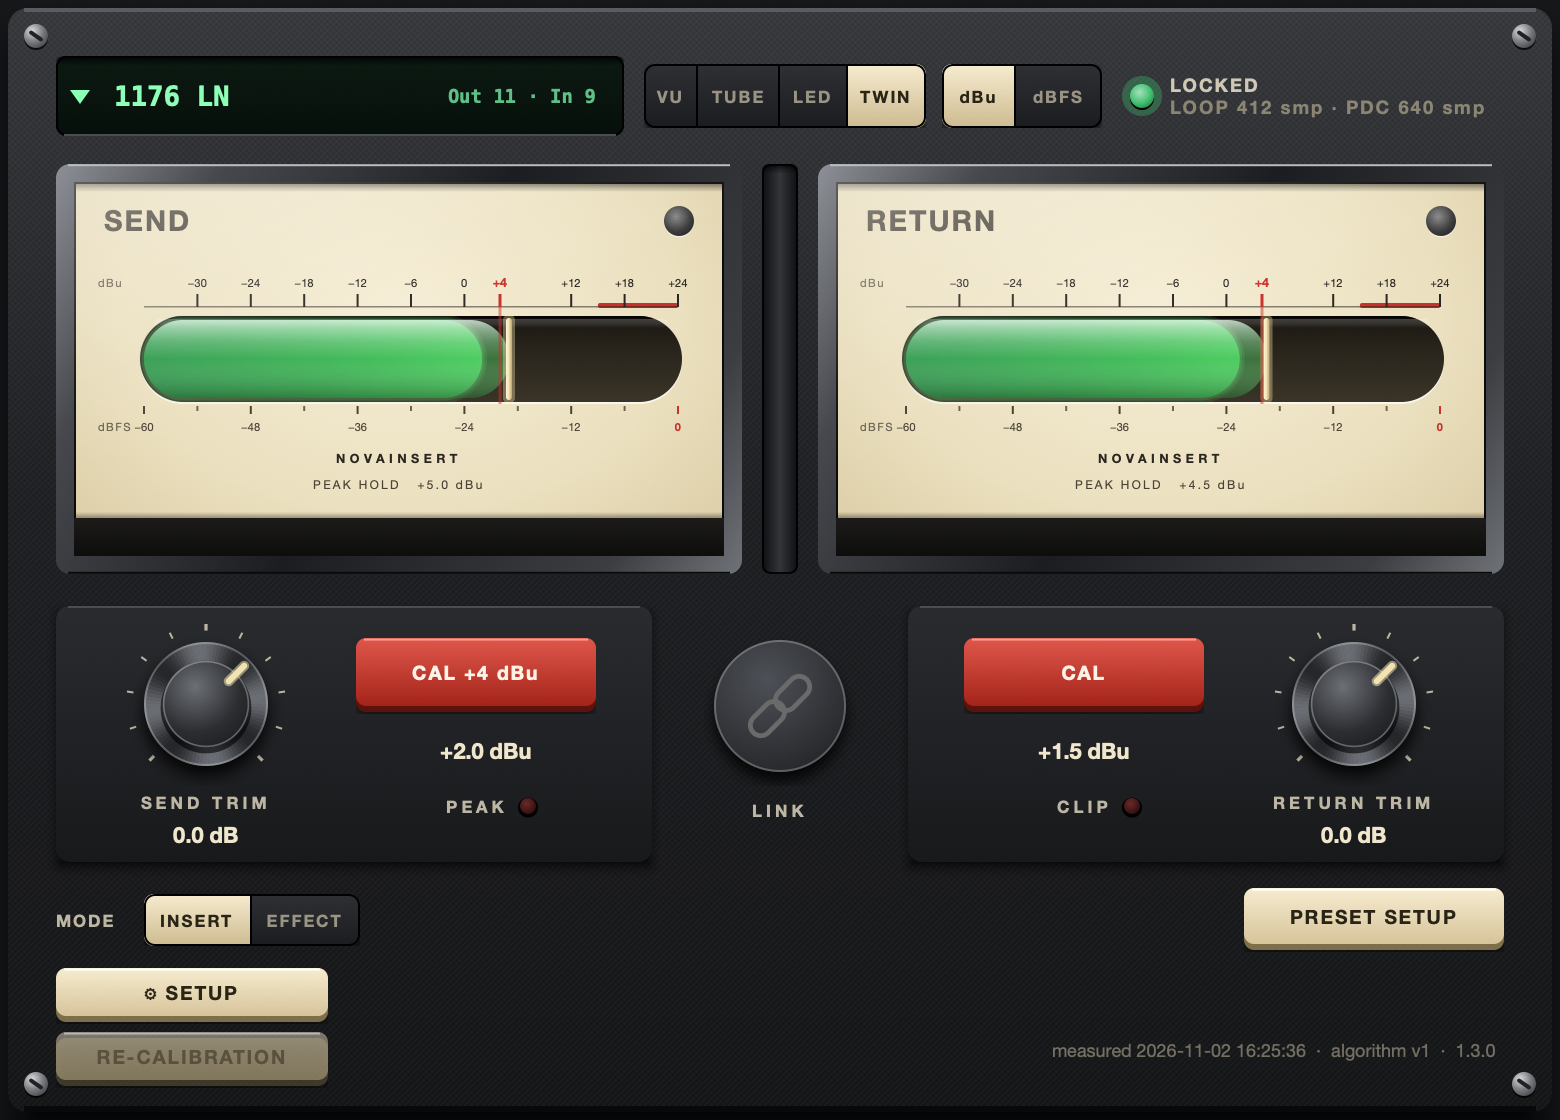 1176 LN Out 11 · In 9
VU TUBE LED TWIN
dBu dBFS
LOCKED
LOOP 412 smp · PDC 640 smp
SEND
dBu −30 −24 −18 −12 −6 0 +4 +12 +18 +24
dBFS −60 −48 −36 −24 −12 0
NOVAINSERT
PEAK HOLD +5.0 dBu
RETURN
dBu −30 −24 −18 −12 −6 0 +4 +12 +18 +24
dBFS −60 −48 −36 −24 −12 0
NOVAINSERT
PEAK HOLD +4.5 dBu
SEND TRIM
0.0 dB
CAL +4 dBu
+2.0 dBu
PEAK
LINK
CAL
+1.5 dBu
CLIP
RETURN TRIM
0.0 dB
MODE INSERT EFFECT
PRESET SETUP
⚙ SETUP
RE-CALIBRATION
measured 2026-11-02 16:25:36 · algorithm v1 · 1.3.0